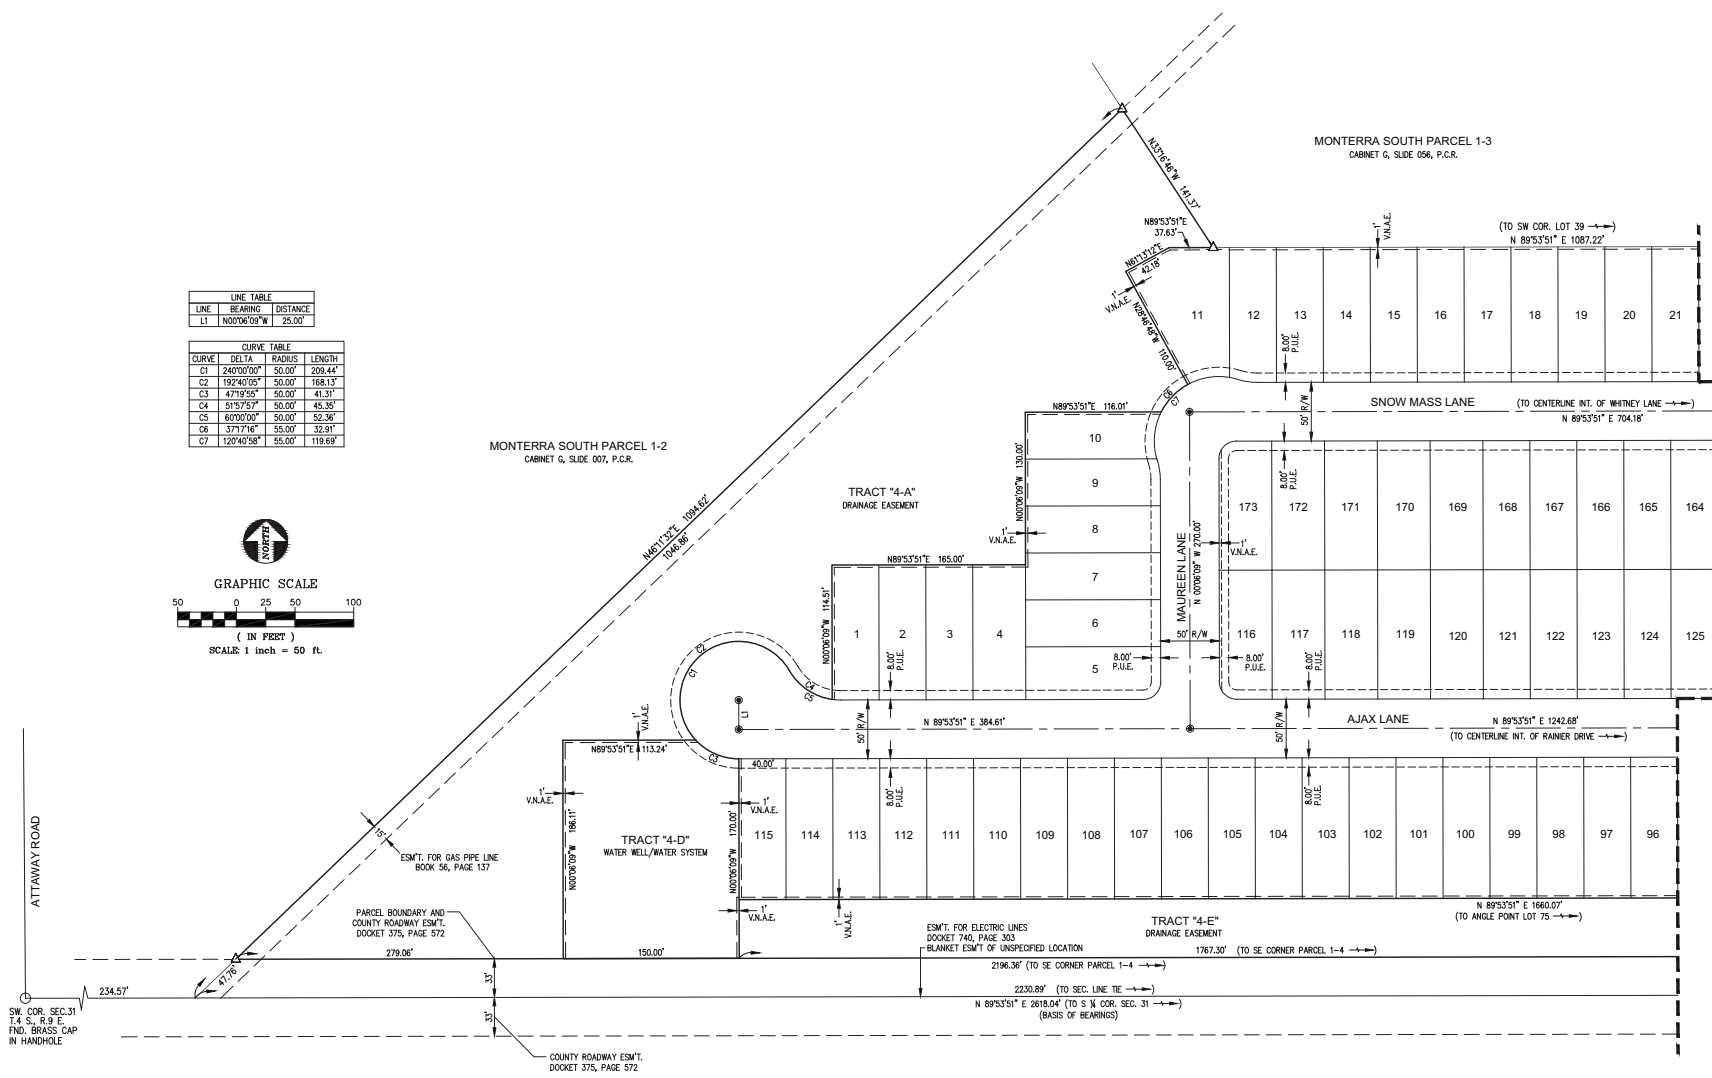 MONTERRA SOUTH PARCEL 1-3
CABINET G, SLIDE 056, P.C.R.
N33°16'46"W 141.37'
N89°53'51"E
37.63'
N61°13'12"E
42.18'
1'
V.N.A.E.
N28°46'48"W 110.00'
1'
V.N.A.E.
(TO SW COR. LOT 39)
N 89°53'51" E 1087.22'
11
12
13
14
15
16
17
18
19
20
21
8.00'
P.U.E.
LINE TABLE
LINE BEARING DISTANCE
L1 N00°06'09"W 25.00'
CURVE TABLE
CURVE DELTA RADIUS LENGTH
C1 240°00'00" 50.00' 209.44'
C2 192°40'05" 50.00' 168.13'
C3 47°19'55" 50.00' 41.31'
C4 51°57'57" 50.00' 45.35'
C5 60°00'00" 50.00' 52.36'
C6 37°17'16" 55.00' 32.91'
C7 120°40'58" 55.00' 119.69'
C6
C7
50' R/W
SNOW MASS LANE
(TO CENTERLINE INT. OF WHITNEY LANE)
N 89°53'51" E 704.18'
MONTERRA SOUTH PARCEL 1-2
CABINET G, SLIDE 007, P.C.R.
N46°11'32"E 1094.62'
1046.86'
TRACT "4-A"
DRAINAGE EASEMENT
N89°53'51"E 116.01'
N00°06'09"W 130.00'
1'
V.N.A.E.
10
9
8
7
6
5
8.00'
P.U.E.
173
172
171
170
169
168
167
166
165
164
1'
V.N.A.E.
MAUREEN LANE
N 00°06'09" W 270.00'
50' R/W
NORTH
GRAPHIC SCALE
50 0 25 50 100
( IN FEET )
SCALE: 1 inch = 50 ft.
N89°53'51"E 165.00'
N00°06'09"W 114.51'
1
2
3
4
8.00'
P.U.E.
8.00'
P.U.E.
8.00'
P.U.E.
8.00'
P.U.E.
116
117
118
119
120
121
122
123
124
125
C2
C1
C4
C5
C3
L1
50' R/W
N 89°53'51" E 384.61'
50' R/W
AJAX LANE
N 89°53'51" E 1242.68'
(TO CENTERLINE INT. OF RAINIER DRIVE)
1'
V.N.A.E.
N89°53'51"E 113.24'
40.00'
8.00'
P.U.E.
8.00'
P.U.E.
1'
V.N.A.E.
N00°06'09"W 186.11'
TRACT "4-D"
WATER WELL/WATER SYSTEM
N00°06'09"W 170.00'
1'
V.N.A.E.
115
114
113
112
111
110
109
108
107
106
105
104
103
102
101
100
99
98
97
96
1'
V.N.A.E.
1'
V.N.A.E.
ATTAWAY ROAD
15'
ESM'T. FOR GAS PIPE LINE
BOOK 56, PAGE 137
PARCEL BOUNDARY AND
COUNTY ROADWAY ESM'T.
DOCKET 375, PAGE 572
N 89°53'51" E 1660.07'
(TO ANGLE POINT LOT 75)
TRACT "4-E"
DRAINAGE EASEMENT
ESM'T. FOR ELECTRIC LINES
DOCKET 740, PAGE 303
BLANKET ESM'T OF UNSPECIFIED LOCATION
279.06'
150.00'
1767.30' (TO SE CORNER PARCEL 1-4)
2196.36' (TO SE CORNER PARCEL 1-4)
47.76'
33'
33'
234.57'
2230.89' (TO SEC. LINE TIE)
N 89°53'51" E 2618.04' (TO S ¼ COR. SEC. 31)
(BASIS OF BEARINGS)
SW. COR. SEC.31
T.4 S., R.9 E.
FND. BRASS CAP
IN HANDHOLE
COUNTY ROADWAY ESM'T.
DOCKET 375, PAGE 572